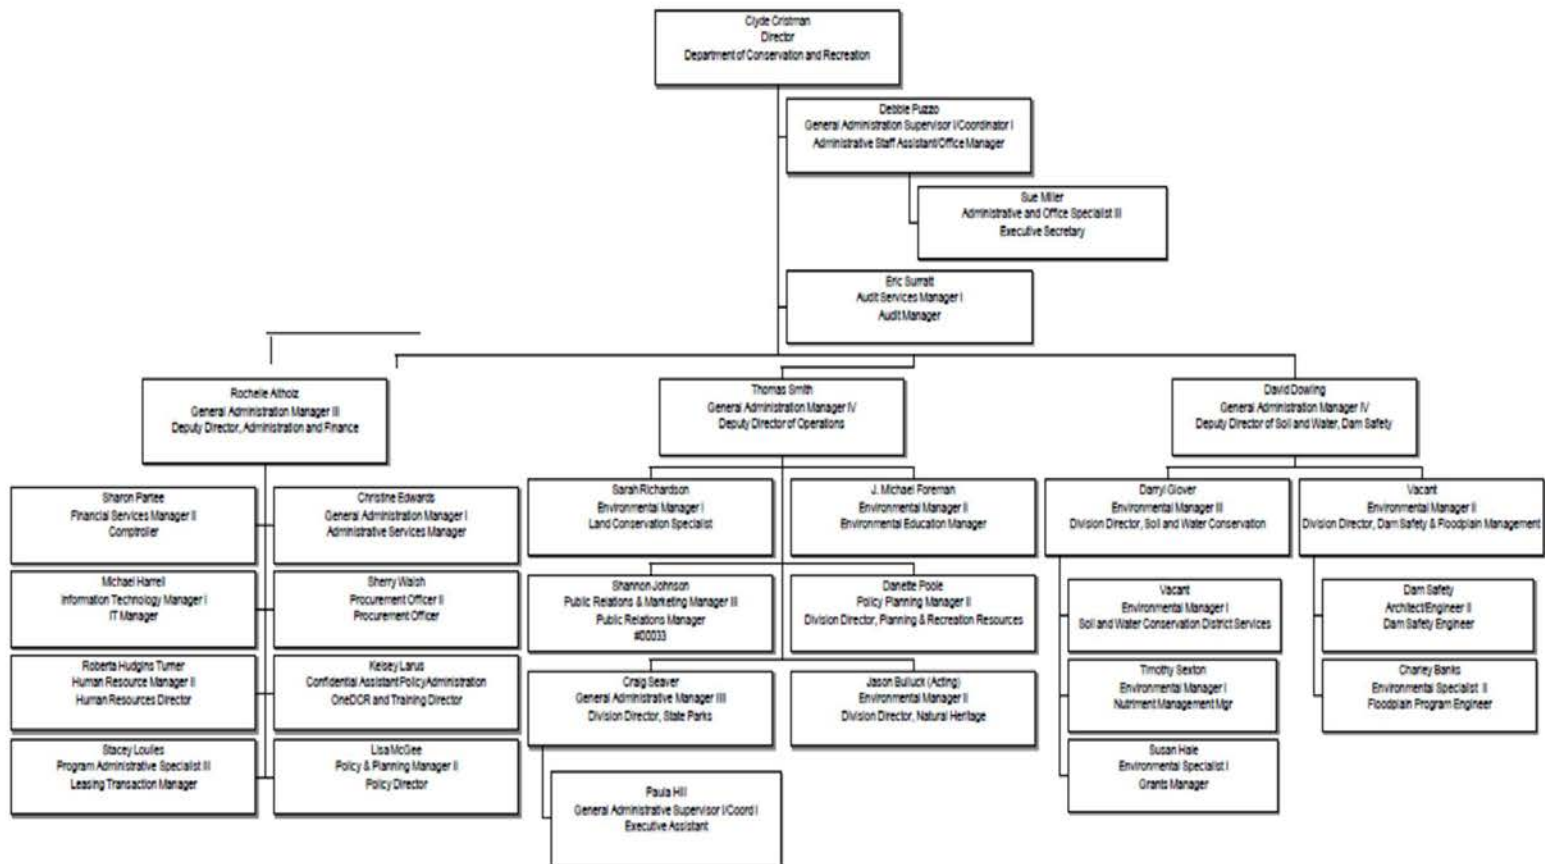 Clyde Cristman
Director
Department of Conservation and Recreation
Debbie Puzzo
General Administration Supervisor I/Coordinator I
Administrative Staff Assistant/Office Manager
Sue Miller
Administrative and Office Specialist III
Executive Secretary
Eric Surratt
Audit Services Manager I
Audit Manager
Rochelle Altholz
General Administration Manager III
Deputy Director, Administration and Finance
Thomas Smith
General Administration Manager IV
Deputy Director of Operations
David Dowling
General Administration Manager IV
Deputy Director of Soil and Water, Dam Safety
Sharon Partee
Financial Services Manager II
Comptroller
Christine Edwards
General Administration Manager I
Administrative Services Manager
Michael Harrell
Information Technology Manager I
IT Manager
Sherry Walsh
Procurement Officer II
Procurement Officer
Roberta Hudgins Turner
Human Resource Manager II
Human Resources Director
Kelsey Larus
Confidential Assistant Policy Administration
OneDCR and Training Director
Stacey Loulles
Program Administrative Specialist III
Leasing Transaction Manager
Lisa McGee
Policy & Planning Manager II
Policy Director
Sarah Richardson
Environmental Manager I
Land Conservation Specialist
J. Michael Foreman
Environmental Manager II
Environmental Education Manager
Shannon Johnson
Public Relations & Marketing Manager III
Public Relations Manager
#00033
Danette Poole
Policy Planning Manager II
Division Director, Planning & Recreation Resources
Craig Seaver
General Administrative Manager III
Division Director, State Parks
Jason Bulluck (Acting)
Environmental Manager II
Division Director, Natural Heritage
Paula Hill
General Administrative Supervisor I/Coord I
Executive Assistant
Darryl Glover
Environmental Manager III
Division Director, Soil and Water Conservation
Vacant
Environmental Manager II
Division Director, Dam Safety & Floodplain Management
Vacant
Environmental Manager I
Soil and Water Conservation District Services
Timothy Sexton
Environmental Manager I
Nutriment Management Mgr
Susan Hale
Environmental Specialist I
Grants Manager
Dam Safety
Architect/Engineer II
Dam Safety Engineer
Charley Banks
Environmental Specialist II
Floodplain Program Engineer